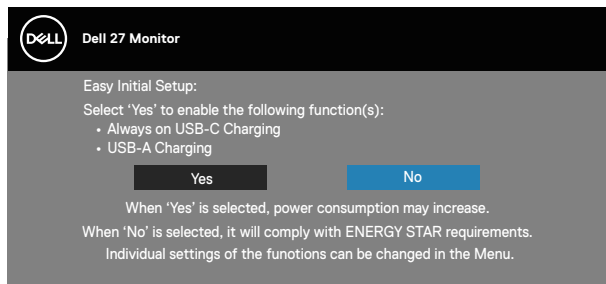 DELL
Dell 27 Monitor
Easy Initial Setup:
Select ‘Yes’ to enable the following function(s):
• Always on USB-C Charging
• USB-A Charging
Yes
No
When ‘Yes’ is selected, power consumption may increase.
When ‘No’ is selected, it will comply with ENERGY STAR requirements.
Individual settings of the funotions can be changed in the Menu.